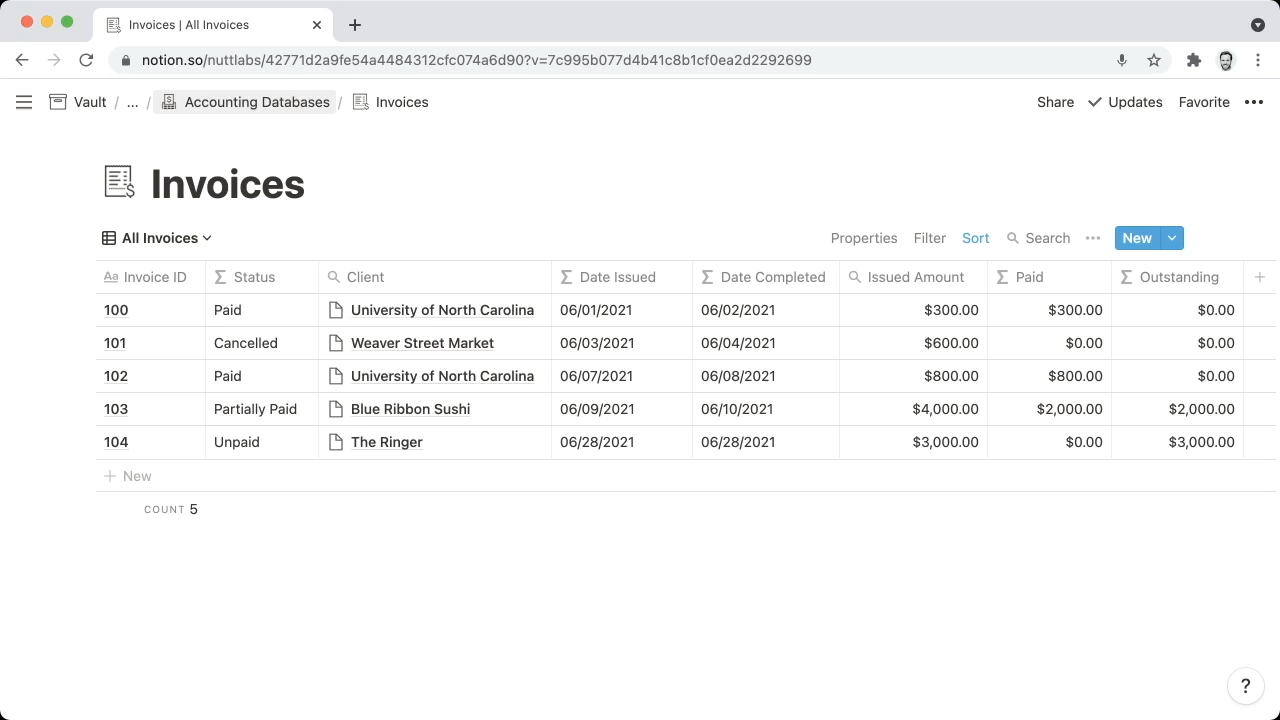 Invoices | All Invoices
notion.so/nuttlabs/42771d2a9fe54a4484312cfc074a6d90?v=7c995b077d4b41c8b1cf0ea2d2292699
Vault / ... / Accounting Databases / Invoices Share Updates Favorite •••
Invoices
All Invoices Properties Filter Sort Search ••• New
Aa Invoice ID Σ Status Client Σ Date Issued Σ Date Completed Issued Amount Σ Paid Σ Outstanding +
100 Paid University of North Carolina 06/01/2021 06/02/2021 $300.00 $300.00 $0.00
101 Cancelled Weaver Street Market 06/03/2021 06/04/2021 $600.00 $0.00 $0.00
102 Paid University of North Carolina 06/07/2021 06/08/2021 $800.00 $800.00 $0.00
103 Partially Paid Blue Ribbon Sushi 06/09/2021 06/10/2021 $4,000.00 $2,000.00 $2,000.00
104 Unpaid The Ringer 06/28/2021 06/28/2021 $3,000.00 $0.00 $3,000.00
+ New
COUNT 5
?